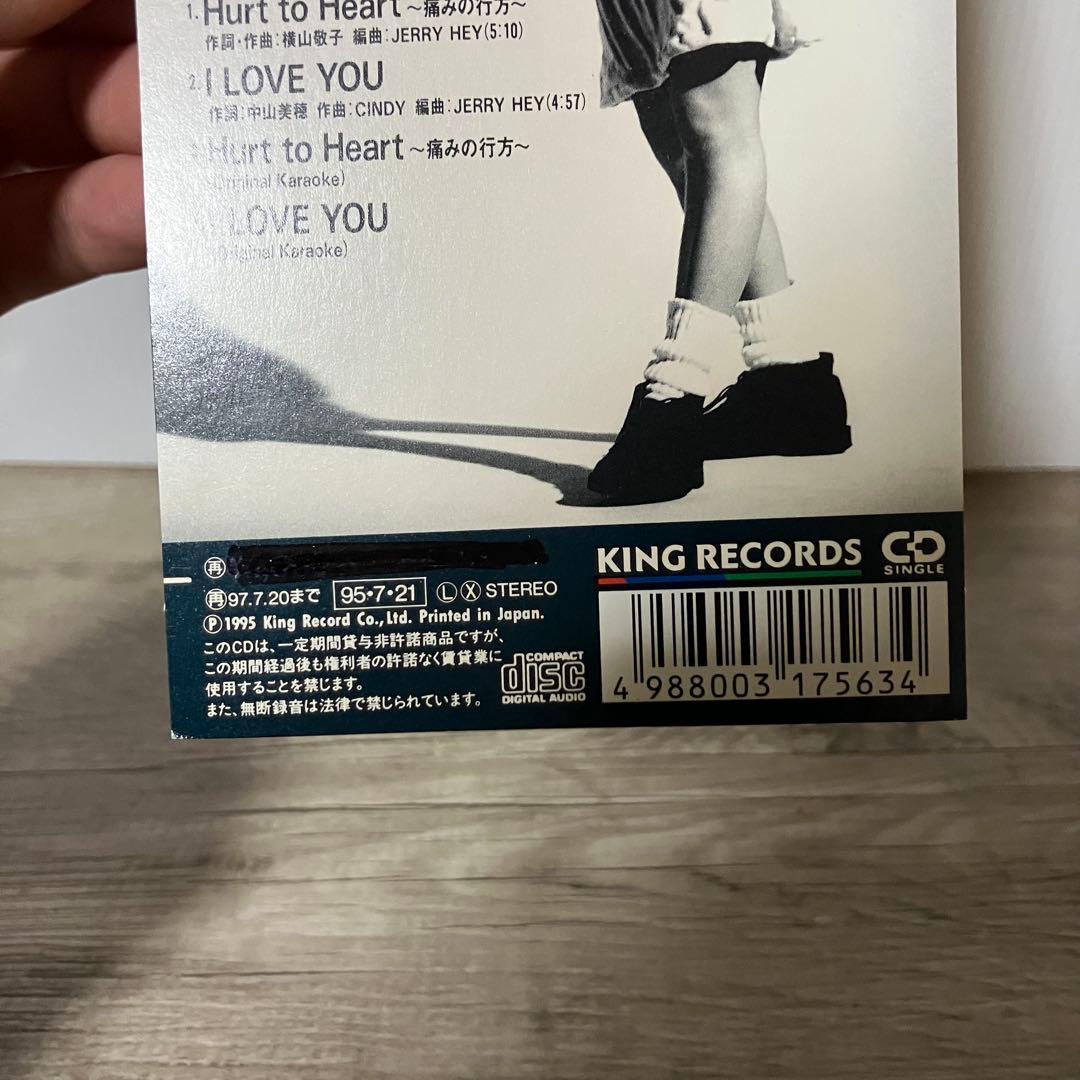 1. Hurt to Heart ～痛みの行方～
作詞・作曲：横山敬子 編曲：JERRY HEY(5:10)
2. I LOVE YOU
作詞：中山美穂 作曲：CINDY 編曲：JERRY HEY(4:57)
Hurt to Heart ～痛みの行方～
(Original Karaoke)
I LOVE YOU
(Original Karaoke)
再
再97.7.20まで 95・7・21 Ⓛ Ⓧ STEREO
Ⓟ1995 King Record Co., Ltd. Printed in Japan.
このCDは、一定期間貸与非許諾商品ですが、
この期間経過後も権利者の許諾なく賃貸業に
使用することを禁じます。
また、無断録音は法律で禁じられています。
COMPACT
disc
DIGITAL AUDIO
KING RECORDS
CD
SINGLE
4 988003 175634